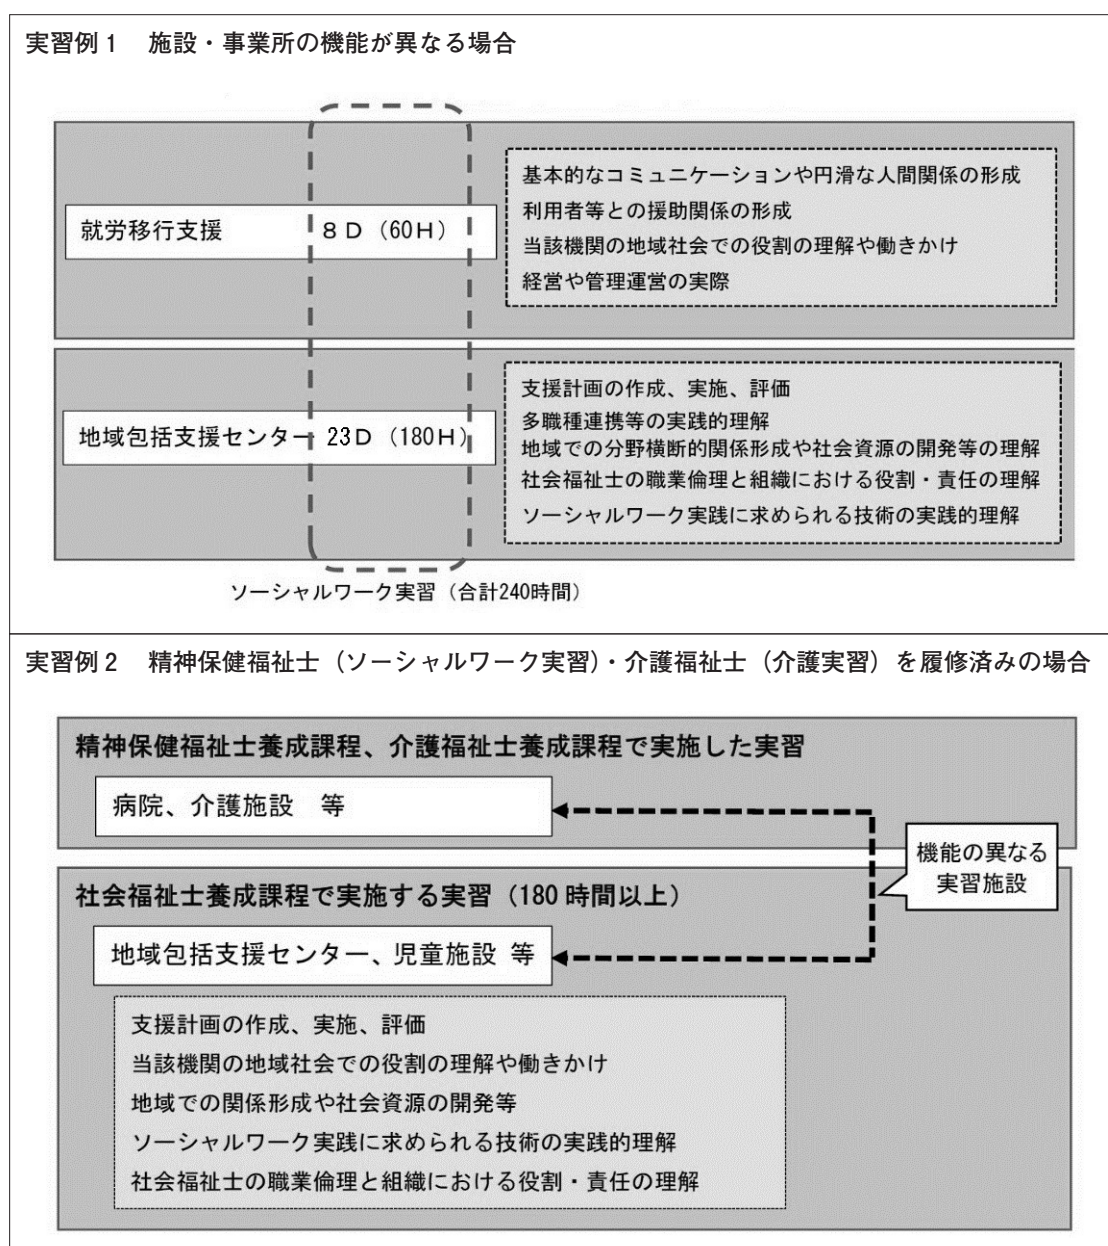 実習例1　施設・事業所の機能が異なる場合
就労移行支援　8D（60H）
基本的なコミュニケーションや円滑な人間関係の形成
利用者等との援助関係の形成
当該機関の地域社会での役割の理解や働きかけ
経営や管理運営の実際
地域包括支援センター 23D（180H）
支援計画の作成、実施、評価
多職種連携等の実践的理解
地域での分野横断的関係形成や社会資源の開発等の理解
社会福祉士の職業倫理と組織における役割・責任の理解
ソーシャルワーク実践に求められる技術の実践的理解
ソーシャルワーク実習（合計240時間）
実習例2　精神保健福祉士（ソーシャルワーク実習）・介護福祉士（介護実習）を履修済みの場合
精神保健福祉士養成課程、介護福祉士養成課程で実施した実習
病院、介護施設　等
機能の異なる
実習施設
社会福祉士養成課程で実施する実習（180時間以上）
地域包括支援センター、児童施設 等
支援計画の作成、実施、評価
当該機関の地域社会での役割の理解や働きかけ
地域での関係形成や社会資源の開発等
ソーシャルワーク実践に求められる技術の実践的理解
社会福祉士の職業倫理と組織における役割・責任の理解